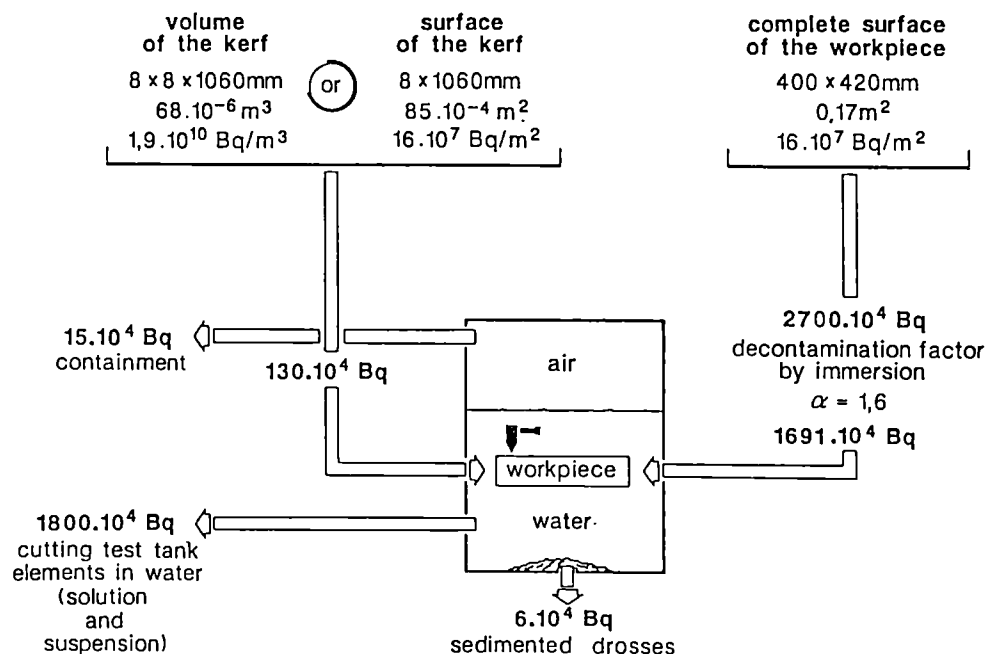 volume
of the kerf
8 x 8 x 1060mm
68.10⁻⁶ m³
1,9.10¹⁰ Bq/m³
or
surface
of the kerf
8 x 1060mm
85.10⁻⁴ m²
16.10⁷ Bq/m²
complete surface
of the workpiece
400 x 420mm
0,17m²
16.10⁷ Bq/m²
15.10⁴ Bq
containment
130.10⁴ Bq
air
2700.10⁴ Bq
decontamination factor
by immersion
α = 1,6
1691.10⁴ Bq
workpiece
water
1800.10⁴ Bq
cutting test tank
elements in water
(solution
and
suspension)
6.10⁴ Bq
sedimented drosses